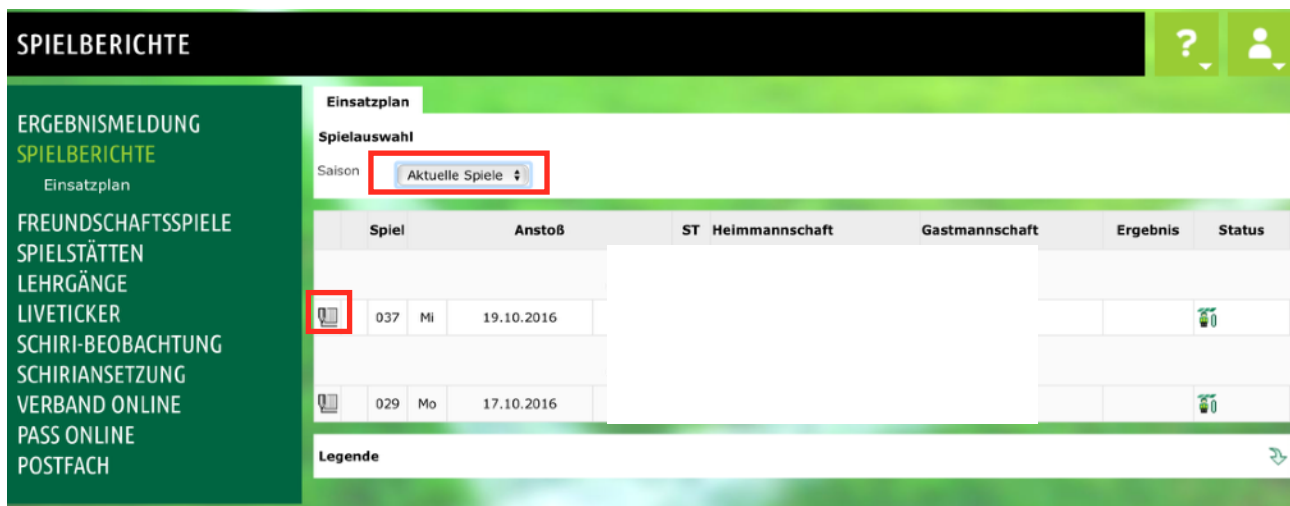 SPIELBERICHTE
?
ERGEBNISMELDUNG
SPIELBERICHTE
Einsatzplan
FREUNDSCHAFTSSPIELE
SPIELSTÄTTEN
LEHRGÄNGE
LIVETICKER
SCHIRI-BEOBACHTUNG
SCHIRIANSETZUNG
VERBAND ONLINE
PASS ONLINE
POSTFACH
Einsatzplan
Spielauswahl
Saison Aktuelle Spiele
Spiel Anstoß ST Heimmannschaft Gastmannschaft Ergebnis Status
037 Mi 19.10.2016
029 Mo 17.10.2016
Legende